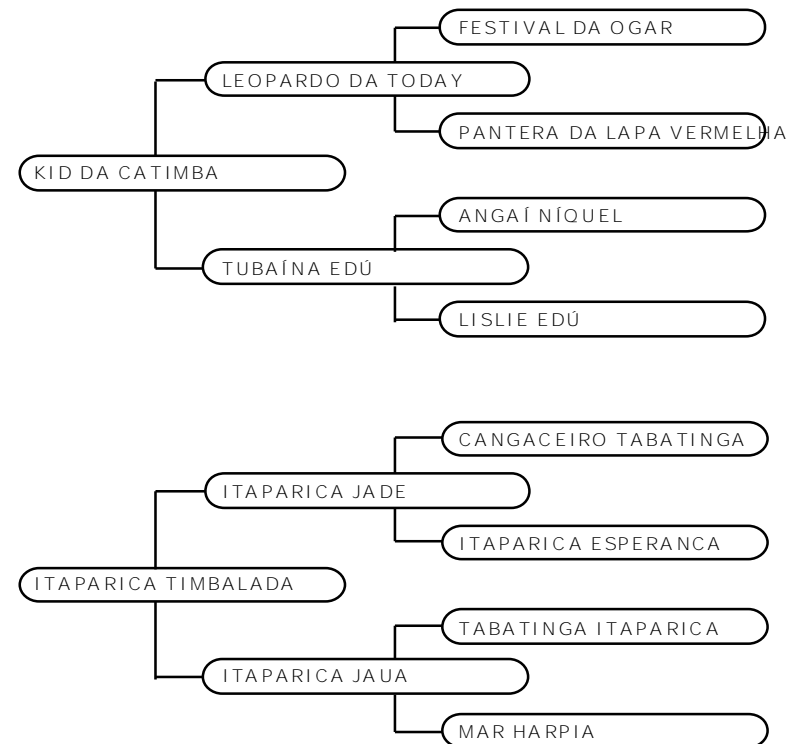 FESTIVAL DA OGAR
LEOPARDO DA TODAY
PANTERA DA LAPA VERMELHA
KID DA CATIMBA
ANGAÍ NÍQUEL
TUBAÍNA EDÚ
LISLIE EDÚ
CANGACEIRO TABATINGA
ITAPARICA JADE
ITAPARICA ESPERANCA
ITAPARICA TIMBALADA
TABATINGA ITAPARICA
ITAPARICA JAUA
MAR HARPIA